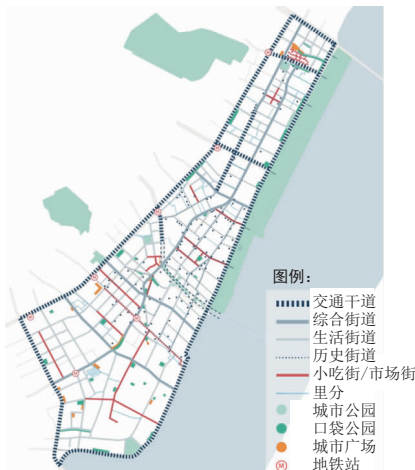 图例：
交通干道
综合街道
生活街道
历史街道
小吃街/市场街
里分
城市公园
口袋公园
城市广场
M 地铁站